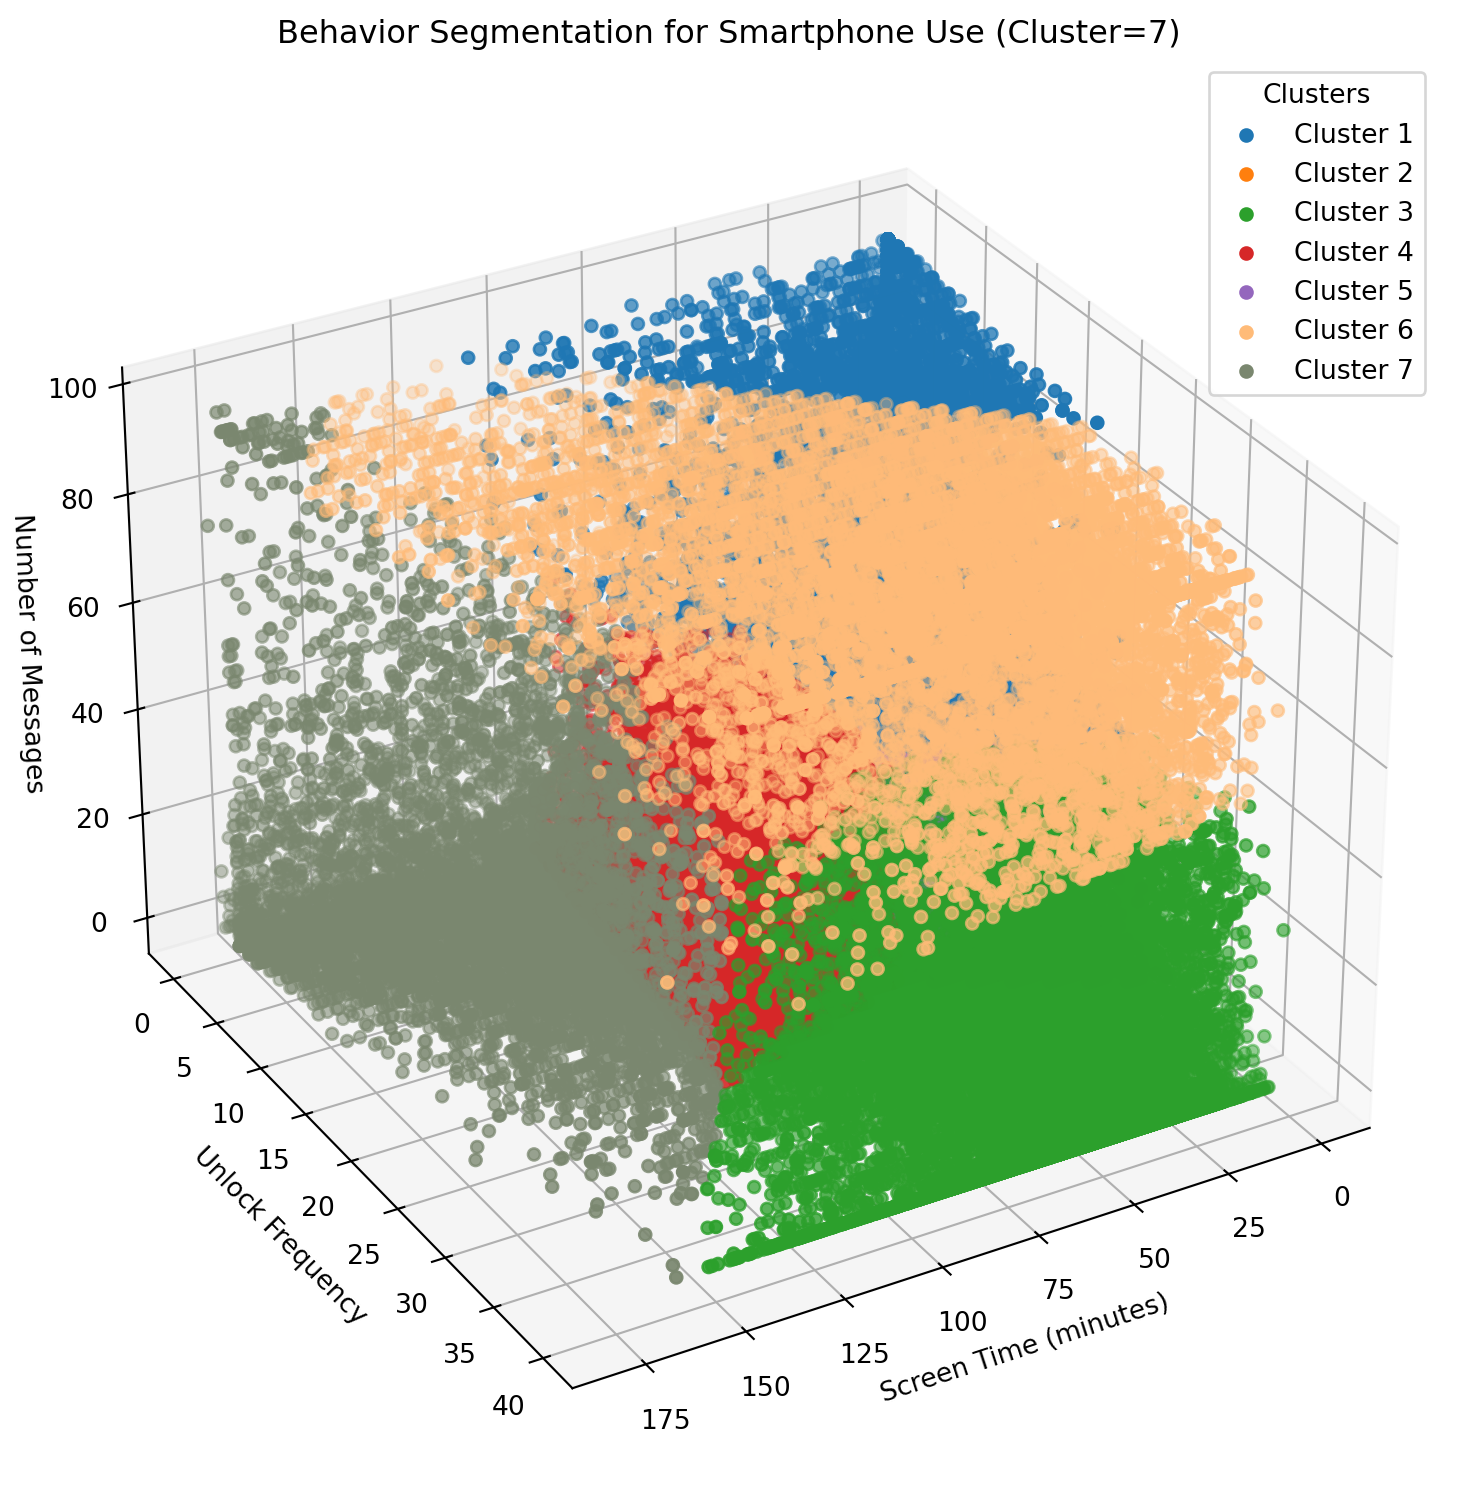 Behavior Segmentation for Smartphone Use (Cluster=7)
Clusters
Cluster 1
Cluster 2
Cluster 3
Cluster 4
Cluster 5
Cluster 6
Cluster 7
Number of Messages
100
80
60
40
20
0
Unlock Frequency
0
5
10
15
20
25
30
35
40
Screen Time (minutes)
175
150
125
100
75
50
25
0